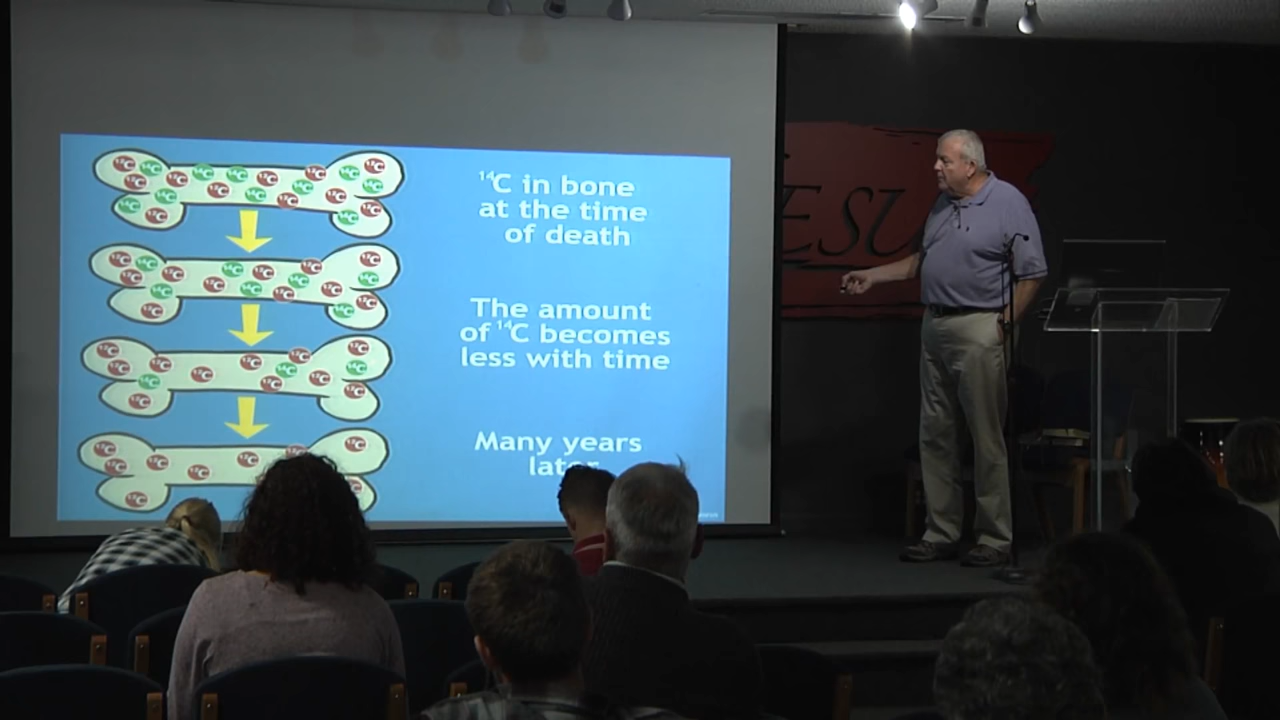 ¹⁴C in bone
at the time
of death
The amount
of ¹⁴C becomes
less with time
Many years
later
ESU